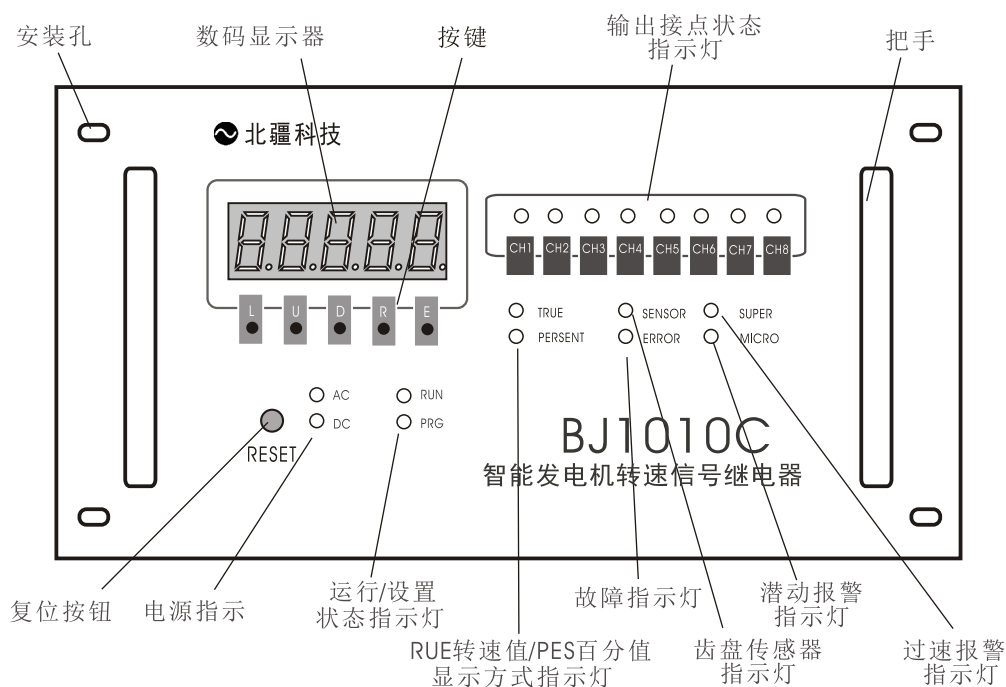 安装孔
数码显示器
按键
输出接点状态
指示灯
把手
北疆科技
CH1 CH2 CH3 CH4 CH5 CH6 CH7 CH8
L U D R E
TRUE SENSOR SUPER
PERSENT ERROR MICRO
AC RUN
DC PRG
RESET
BJ1010C
智能发电机转速信号继电器
复位按钮
电源指示
运行/设置
状态指示灯
RUE转速值/PES百分值
显示方式指示灯
故障指示灯
齿盘传感器
指示灯
潜动报警
指示灯
过速报警
指示灯